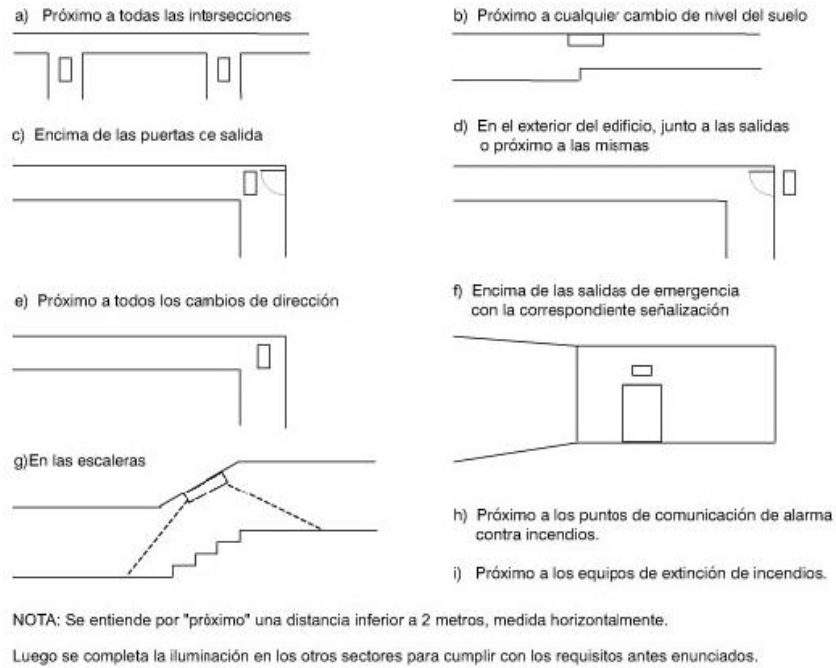 a) Próximo a todas las intersecciones
b) Próximo a cualquier cambio de nivel del suelo
c) Encima de las puertas de salida
d) En el exterior del edificio, junto a las salidas
o próximo a las mismas
e) Próximo a todos los cambios de dirección
f) Encima de las salidas de emergencia
con la correspondiente señalización
g)En las escaleras
h) Próximo a los puntos de comunicación de alarma
contra incendios.
i) Próximo a los equipos de extinción de incendios.
NOTA: Se entiende por "próximo" una distancia inferior a 2 metros, medida horizontalmente.
Luego se completa la iluminación en los otros sectores para cumplir con los requisitos antes enunciados.